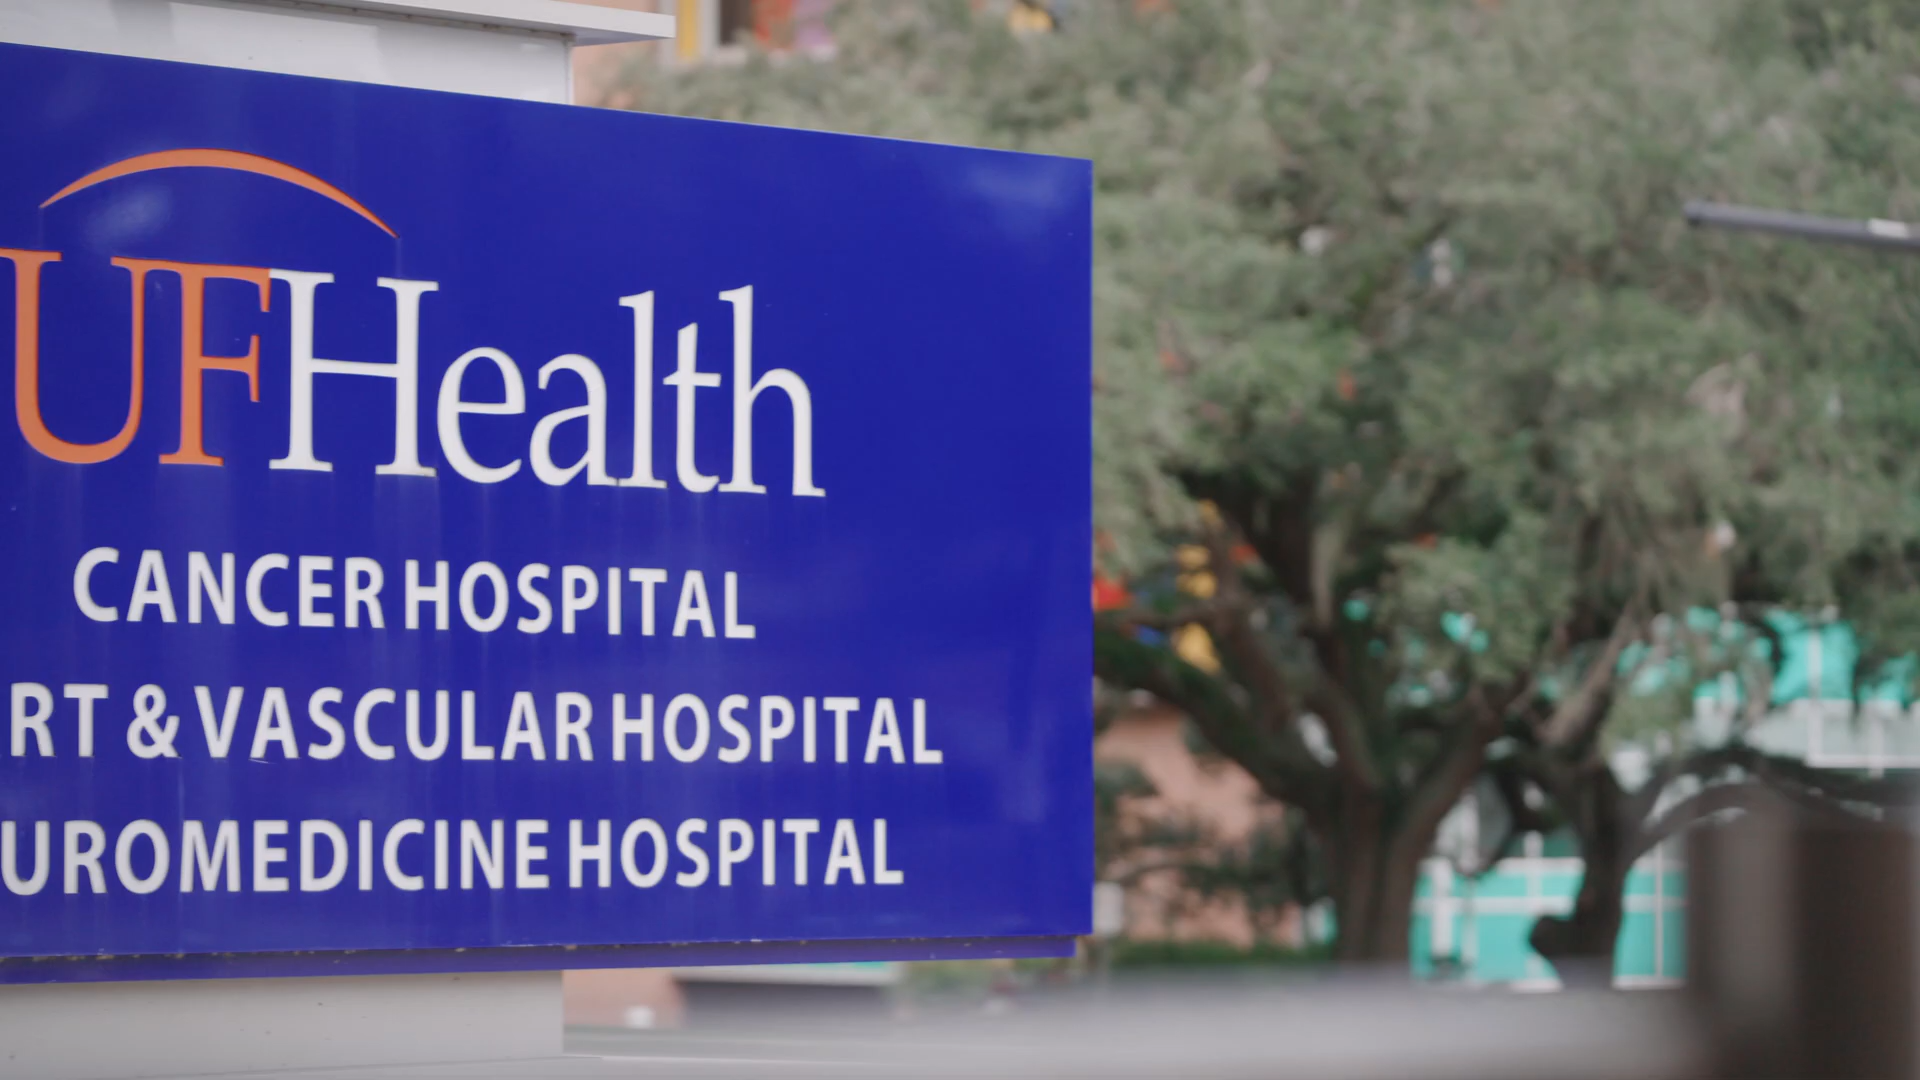 UFHealth
CANCER HOSPITAL
RT & VASCULAR HOSPITAL
UROMEDICINE HOSPITAL